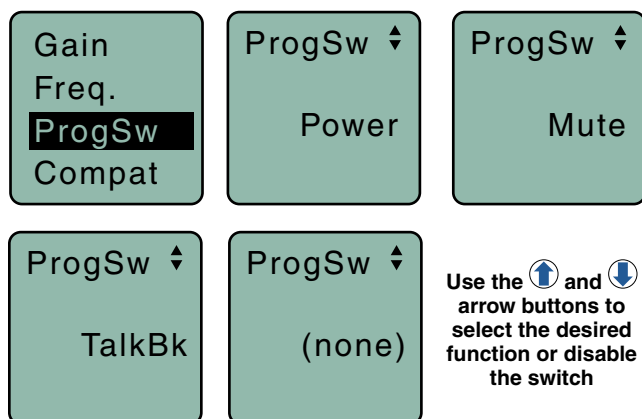 Gain
Freq.
ProgSw
Compat
ProgSw
Power
ProgSw
Mute
ProgSw
TalkBk
ProgSw
(none)
Use the and
arrow buttons to
select the desired
function or disable
the switch